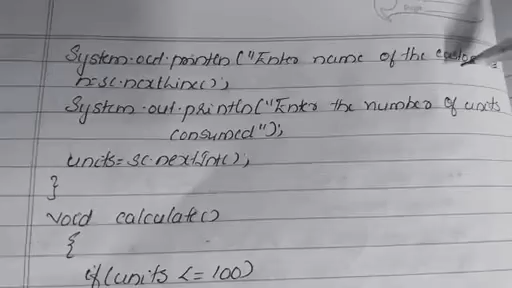 System.out.println("Enter name of the
n=sc.nextline();
System.out.println("Enter the number of units
consumed");
units=sc.nextInt();
}
void calculate()
{
if(units <=100)